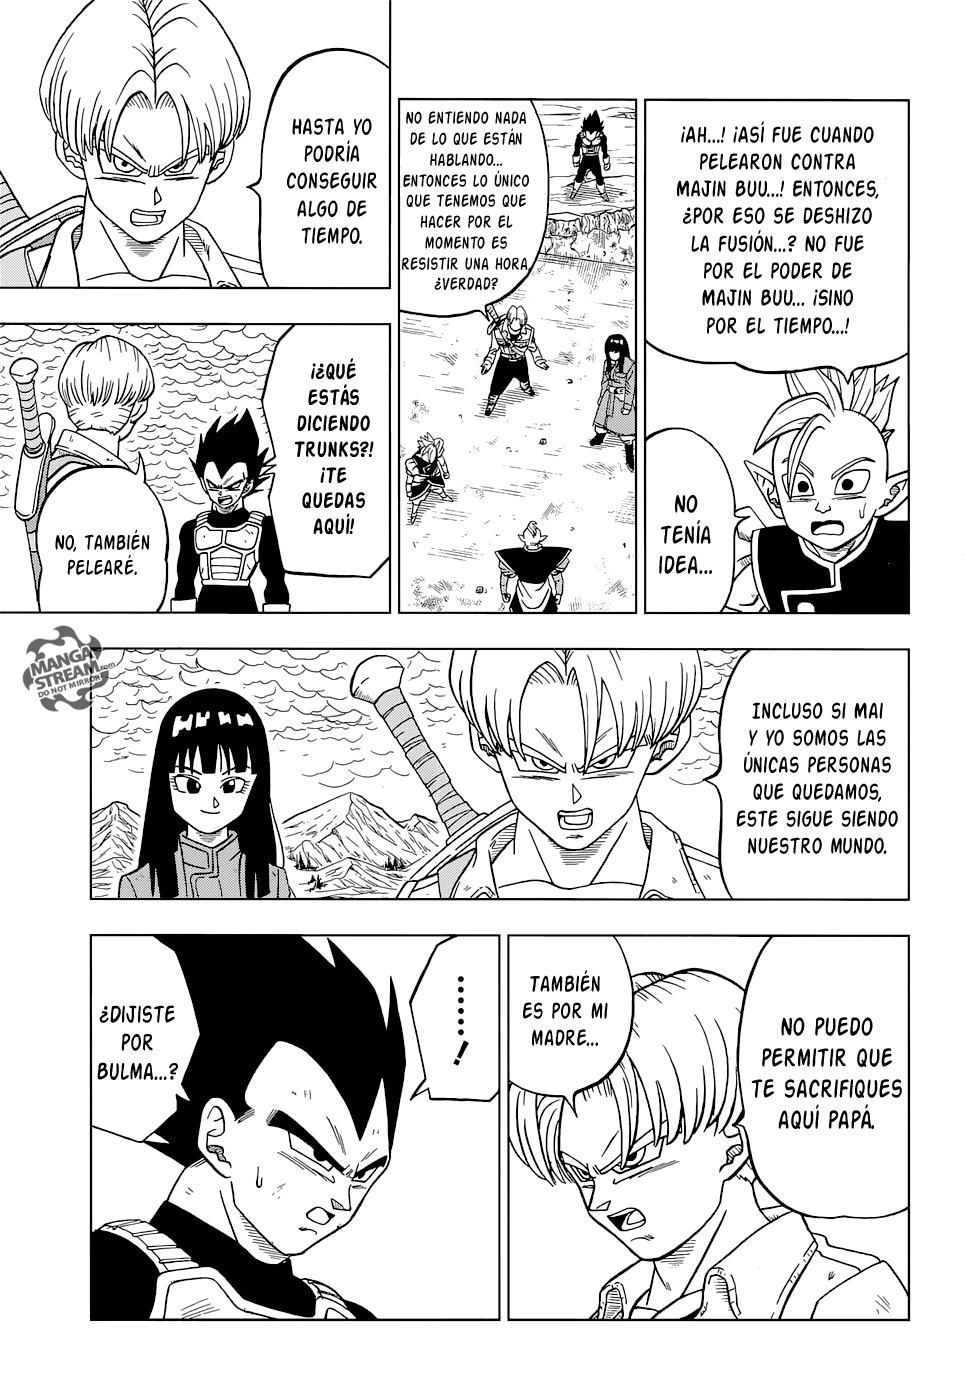 ¡AH...! ¡ASÍ FUE CUANDO
PELEARON CONTRA
MAJIN BUU...! ENTONCES,
¿POR ESO SE DESHIZO
LA FUSIÓN...? NO FUE
POR EL PODER DE
MAJIN BUU... ¡SINO
POR EL TIEMPO...!
NO
TENÍA
IDEA...
NO ENTIENDO NADA
DE LO QUE ESTÁN
HABLANDO...
ENTONCES LO ÚNICO
QUE TENEMOS QUE
HACER POR EL
MOMENTO ES
RESISTIR UNA HORA,
¿VERDAD?
HASTA YO
PODRÍA
CONSEGUIR
ALGO DE
TIEMPO.
¡¿QUÉ
ESTÁS
DICIENDO
TRUNKS?!
¡TE
QUEDAS
AQUÍ!
NO, TAMBIÉN
PELEARÉ.
MANGA
STREAM.com
DO NOT MIRROR!
INCLUSO SI MAI
Y YO SOMOS LAS
ÚNICAS PERSONAS
QUE QUEDAMOS,
ESTE SIGUE SIENDO
NUESTRO MUNDO.
NO PUEDO
PERMITIR QUE
TE SACRIFIQUES
AQUÍ PAPÁ.
TAMBIÉN
ES POR MI
MADRE...
......!
¿DIJISTE
POR
BULMA...?